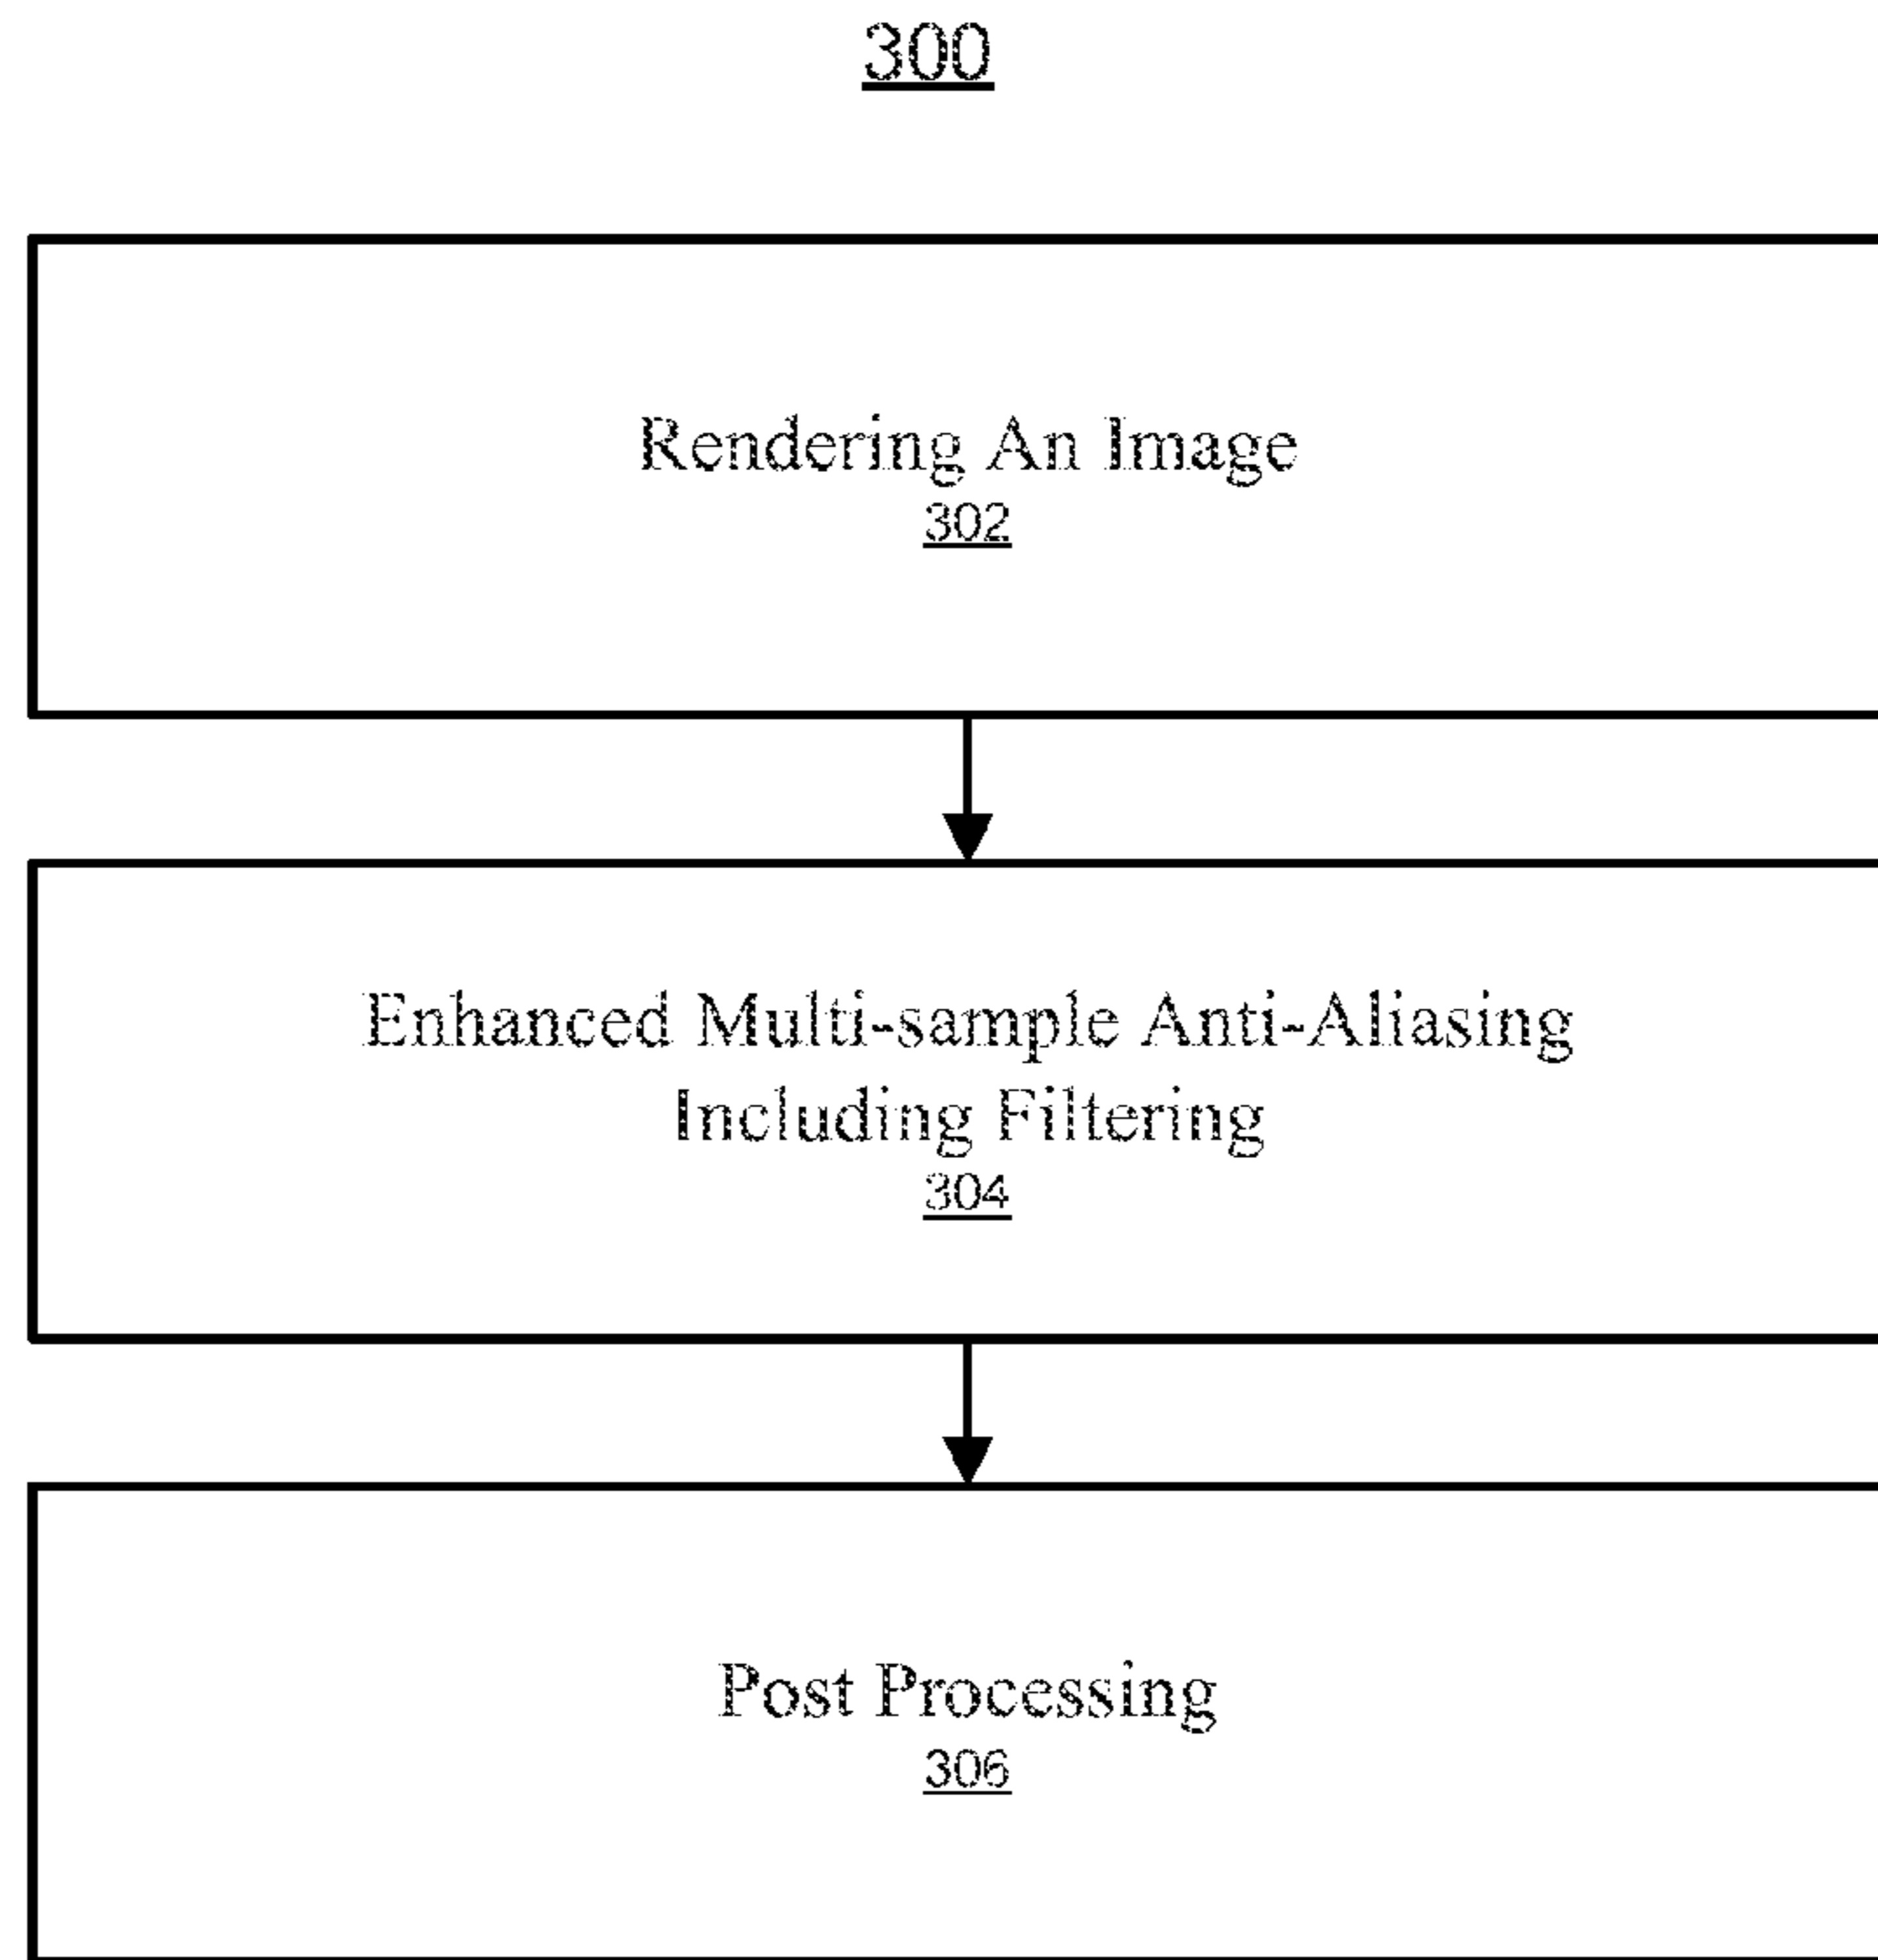 300
Rendering An Image
302
Enhanced Multi-sample Anti-Aliasing
Including Filtering
304
Post Processing
306